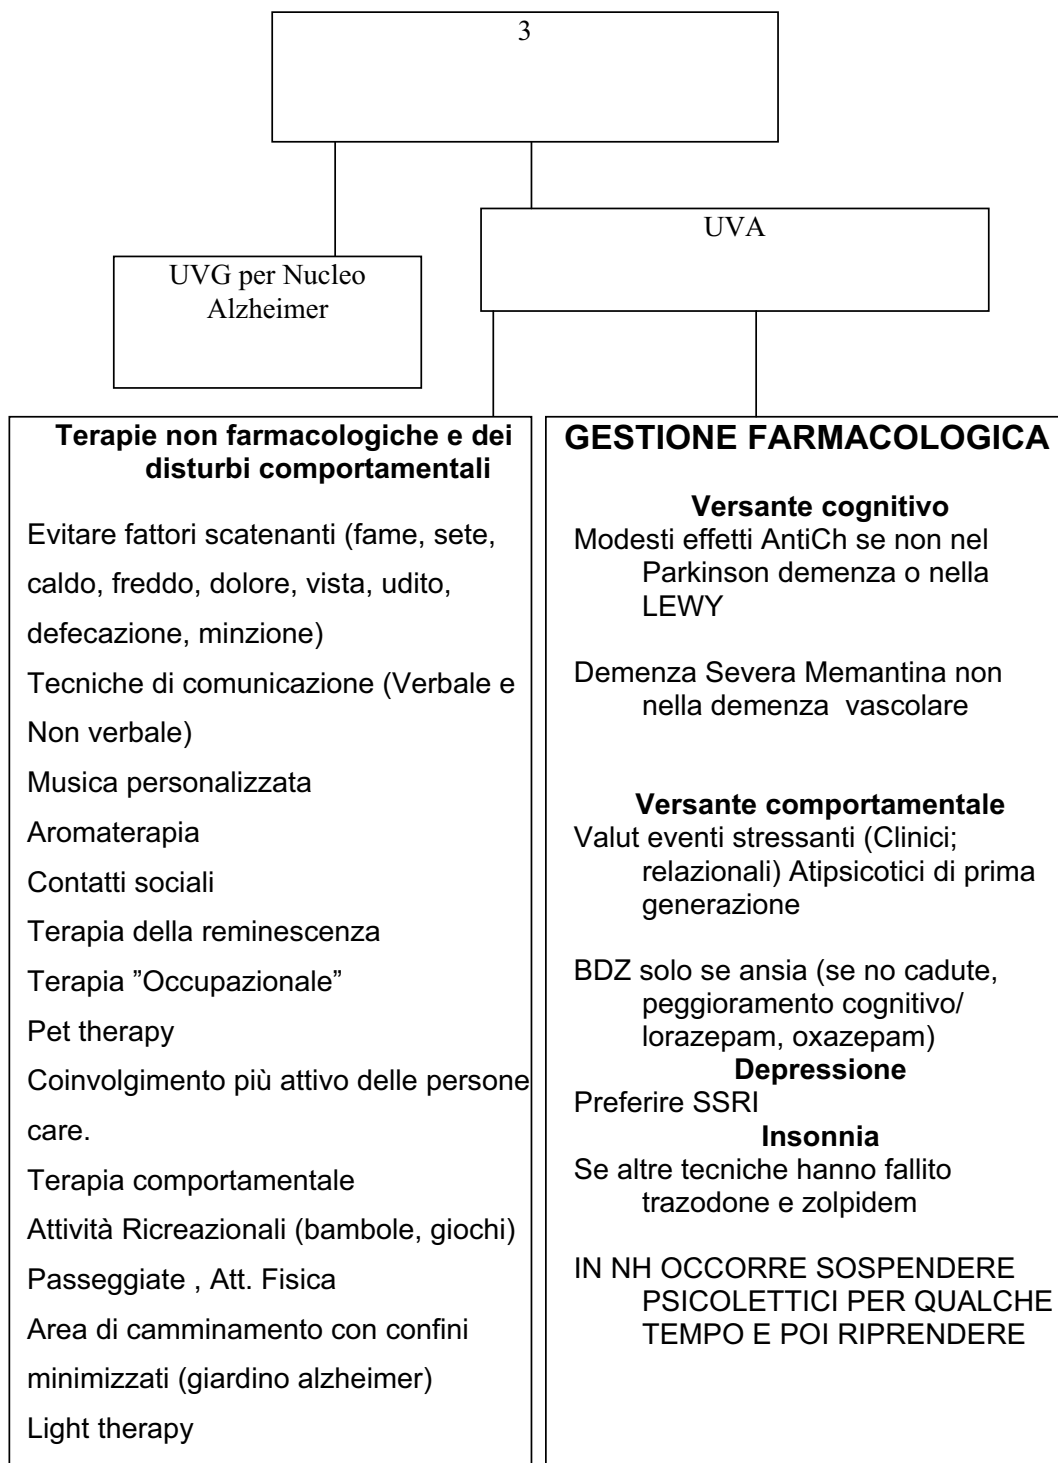 3
UVA
UVG per Nucleo
Alzheimer
Terapie non farmacologiche e dei
disturbi comportamentali
Evitare fattori scatenanti (fame, sete,
caldo, freddo, dolore, vista, udito,
defecazione, minzione)
Tecniche di comunicazione (Verbale e
Non verbale)
Musica personalizzata
Aromaterapia
Contatti sociali
Terapia della reminescenza
Terapia ”Occupazionale”
Pet therapy
Coinvolgimento più attivo delle persone
care.
Terapia comportamentale
Attività Ricreazionali (bambole, giochi)
Passeggiate , Att. Fisica
Area di camminamento con confini
minimizzati (giardino alzheimer)
Light therapy
GESTIONE FARMACOLOGICA
Versante cognitivo
Modesti effetti AntiCh se non nel
Parkinson demenza o nella
LEWY
Demenza Severa Memantina non
nella demenza  vascolare
Versante comportamentale
Valut eventi stressanti (Clinici;
relazionali) Atipsicotici di prima
generazione
BDZ solo se ansia (se no cadute,
peggioramento cognitivo/
lorazepam, oxazepam)
Depressione
Preferire SSRI
Insonnia
Se altre tecniche hanno fallito
trazodone e zolpidem
IN NH OCCORRE SOSPENDERE
PSICOLETTICI PER QUALCHE
TEMPO E POI RIPRENDERE